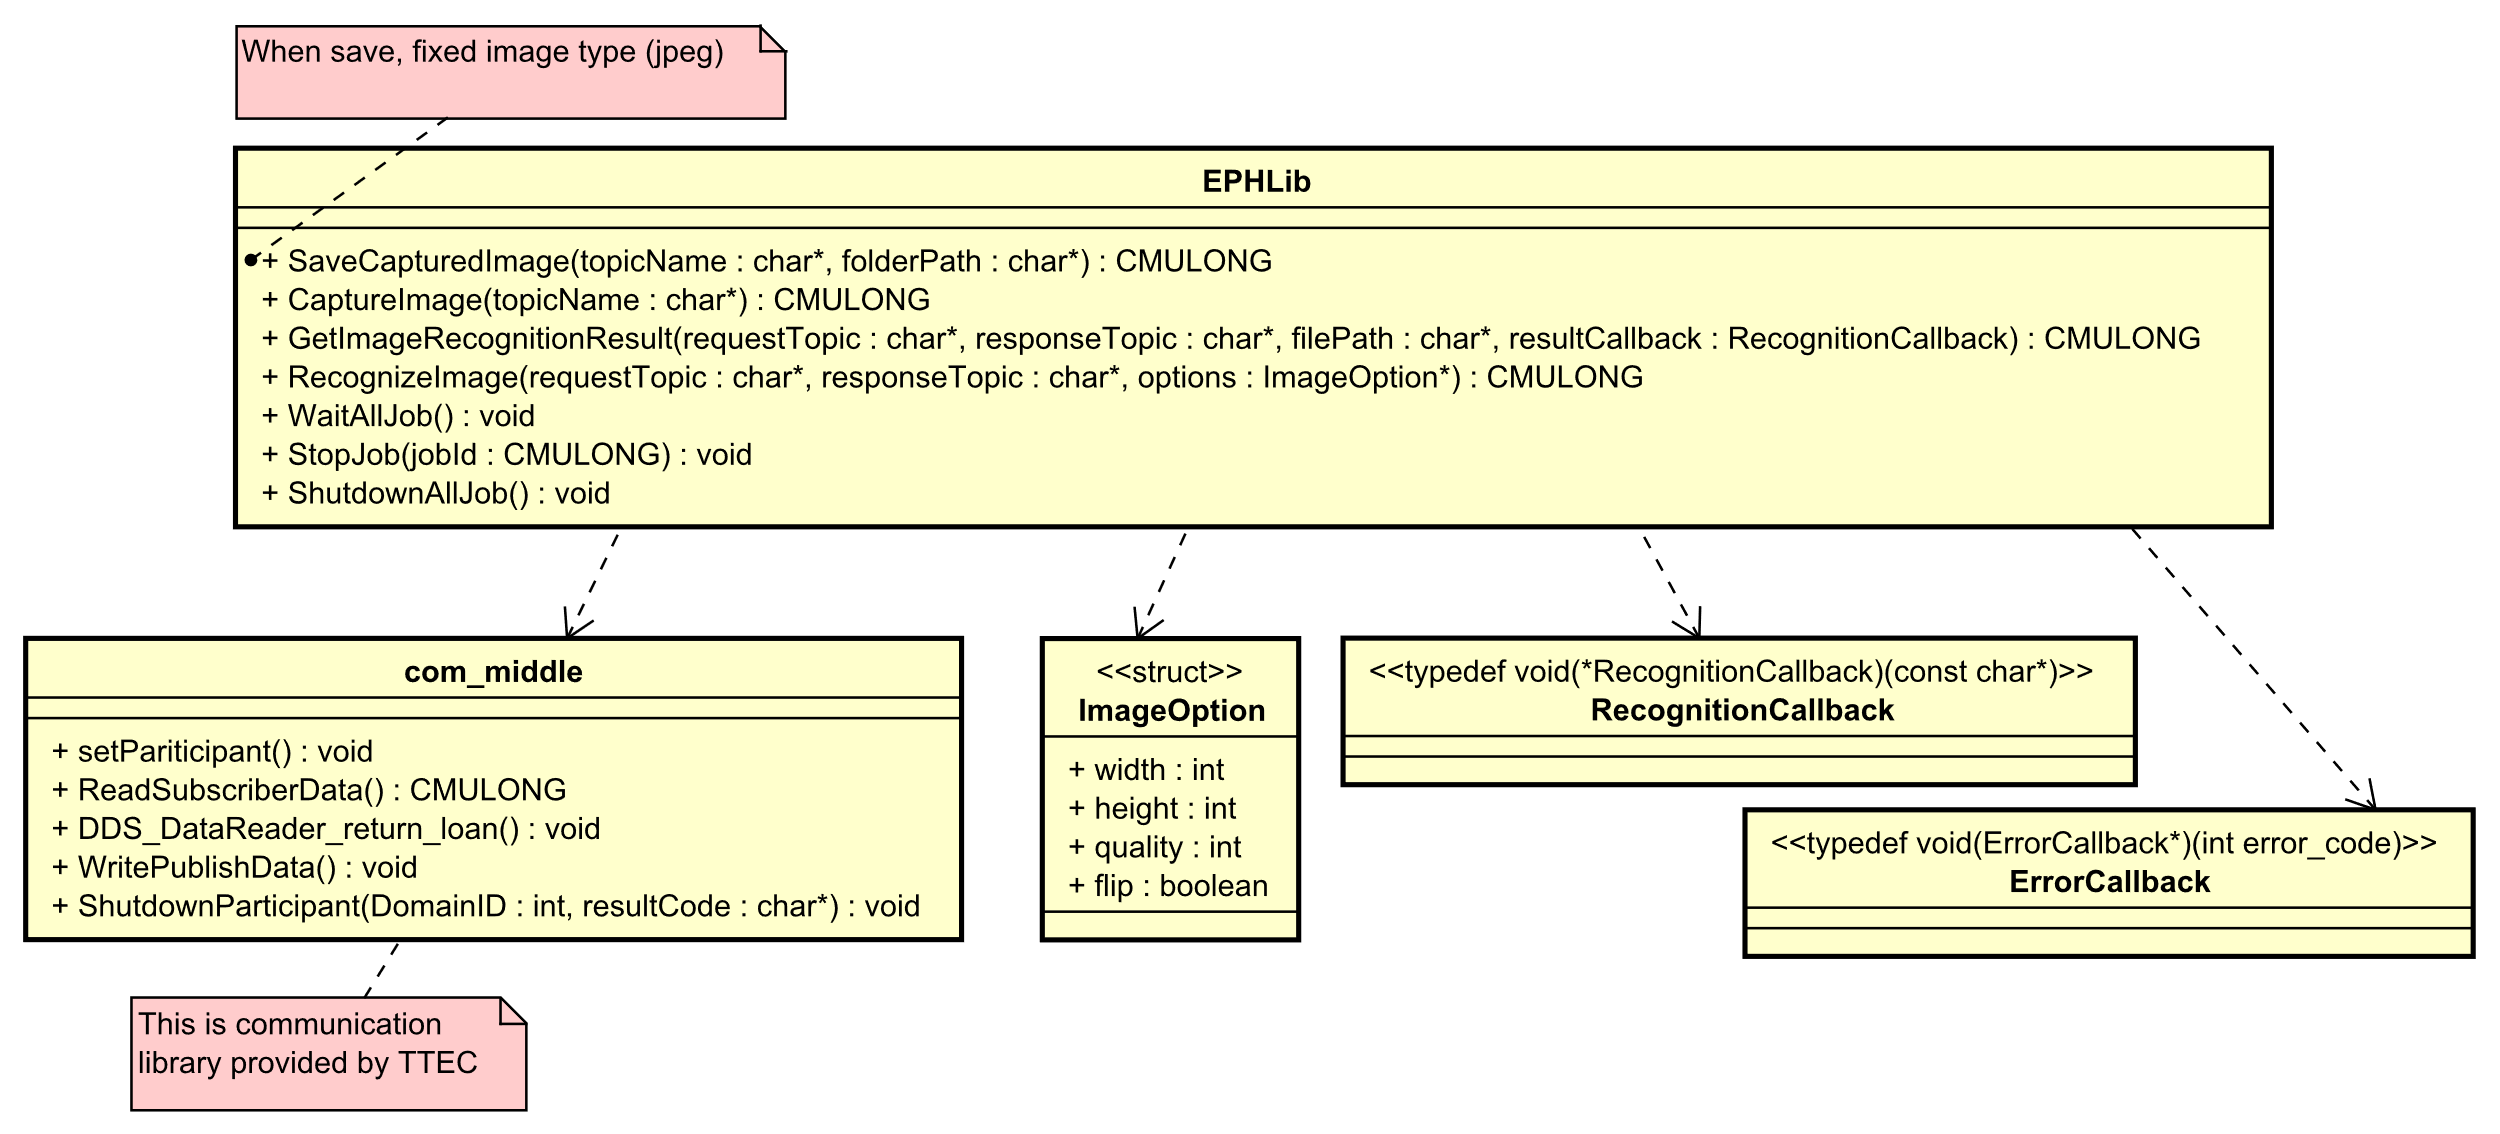 When save, fixed image type (jpeg)
EPHLib
+ SaveCapturedImage(topicName : char*, folderPath : char*) : CMULONG
+ CaptureImage(topicName : char*) : CMULONG
+ GetImageRecognitionResult(requestTopic : char*, responseTopic : char*, filePath : char*, resultCallback : RecognitionCallback) : CMULONG
+ RecognizeImage(requestTopic : char*, responseTopic : char*, options : ImageOption*) : CMULONG
+ WaitAllJob() : void
+ StopJob(jobId : CMULONG) : void
+ ShutdownAllJob() : void
com_middle
+ setPariticipant() : void
+ ReadSubscriberData() : CMULONG
+ DDS_DataReader_return_loan() : void
+ WritePublishData() : void
+ ShutdownParticipant(DomainID : int, resultCode : char*) : void
<<struct>>
ImageOption
+ width : int
+ height : int
+ quality : int
+ flip : boolean
<<typedef void(*RecognitionCallback)(const char*)>>
RecognitionCallback
<<typedef void(ErrorCallback*)(int error_code)>>
ErrorCallback
This is communication
library provided by TTEC